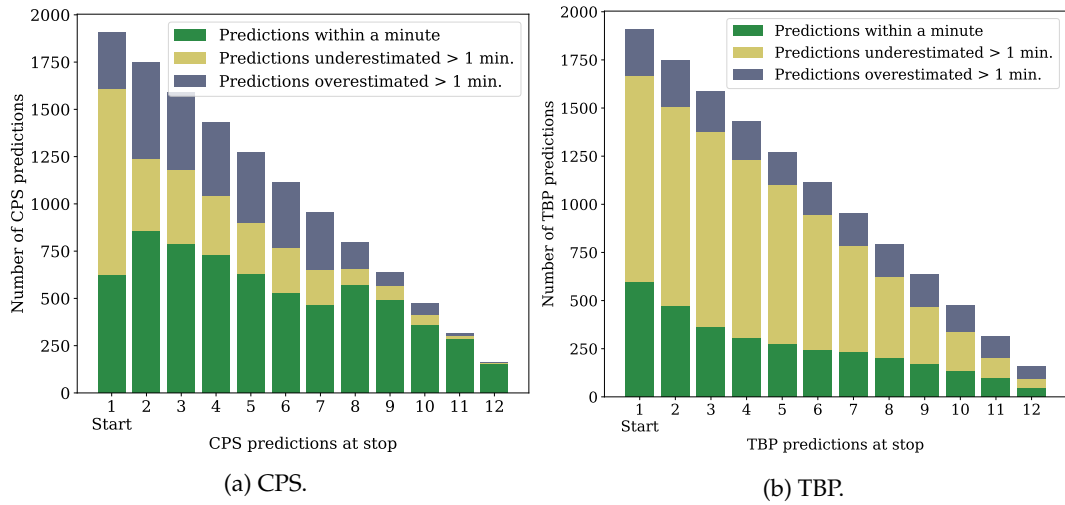 2000
1750
1500
1250
1000
750
500
250
0
Number of CPS predictions
Predictions within a minute
Predictions underestimated > 1 min.
Predictions overestimated > 1 min.
1 2 3 4 5 6 7 8 9 10 11 12
Start
CPS predictions at stop
(a) CPS.
2000
1750
1500
1250
1000
750
500
250
0
Number of TBP predictions
Predictions within a minute
Predictions underestimated > 1 min.
Predictions overestimated > 1 min.
1 2 3 4 5 6 7 8 9 10 11 12
Start
TBP predictions at stop
(b) TBP.